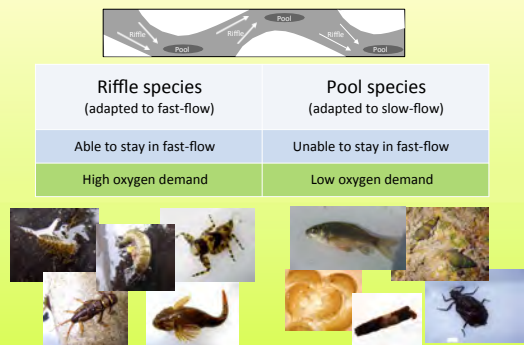 Riffle
Pool
Riffle
Pool
Riffle
Pool
Riffle species
(adapted to fast-flow)
Pool species
(adapted to slow-flow)
Able to stay in fast-flow
Unable to stay in fast-flow
High oxygen demand
Low oxygen demand